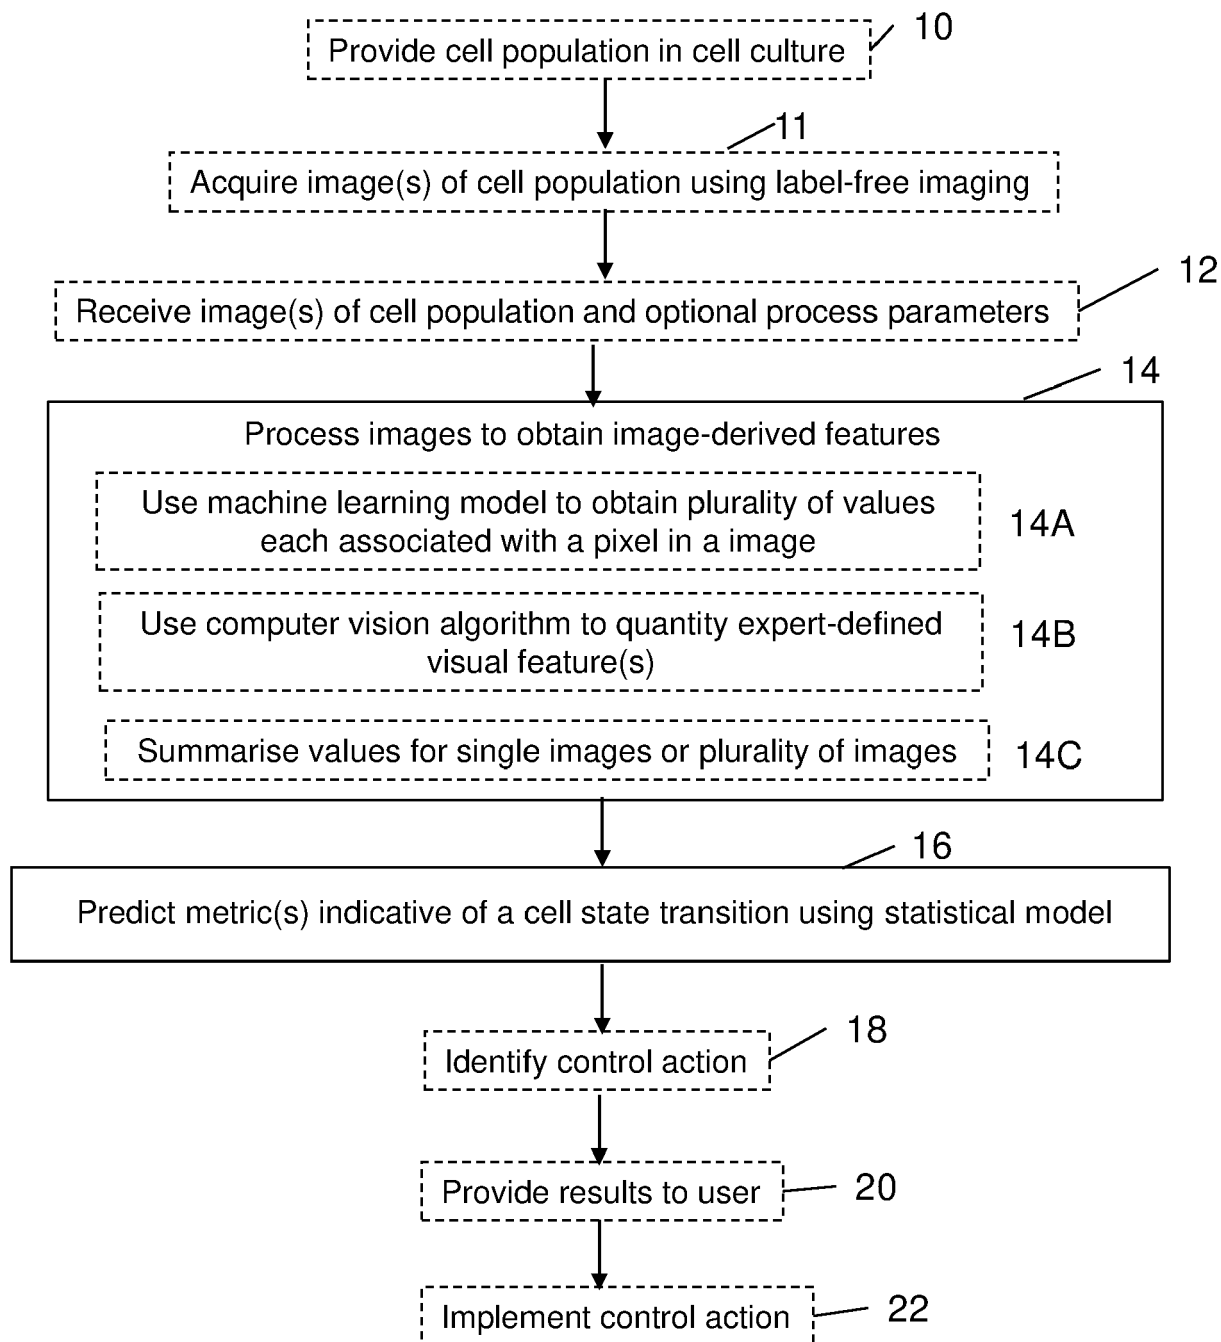 10
Provide cell population in cell culture
11
Acquire image(s) of cell population using label-free imaging
12
Receive image(s) of cell population and optional process parameters
14
Process images to obtain image-derived features
Use machine learning model to obtain plurality of values
each associated with a pixel in a image
14A
Use computer vision algorithm to quantity expert-defined
visual feature(s)
14B
Summarise values for single images or plurality of images
14C
16
Predict metric(s) indicative of a cell state transition using statistical model
18
Identify control action
Provide results to user
20
Implement control action
22